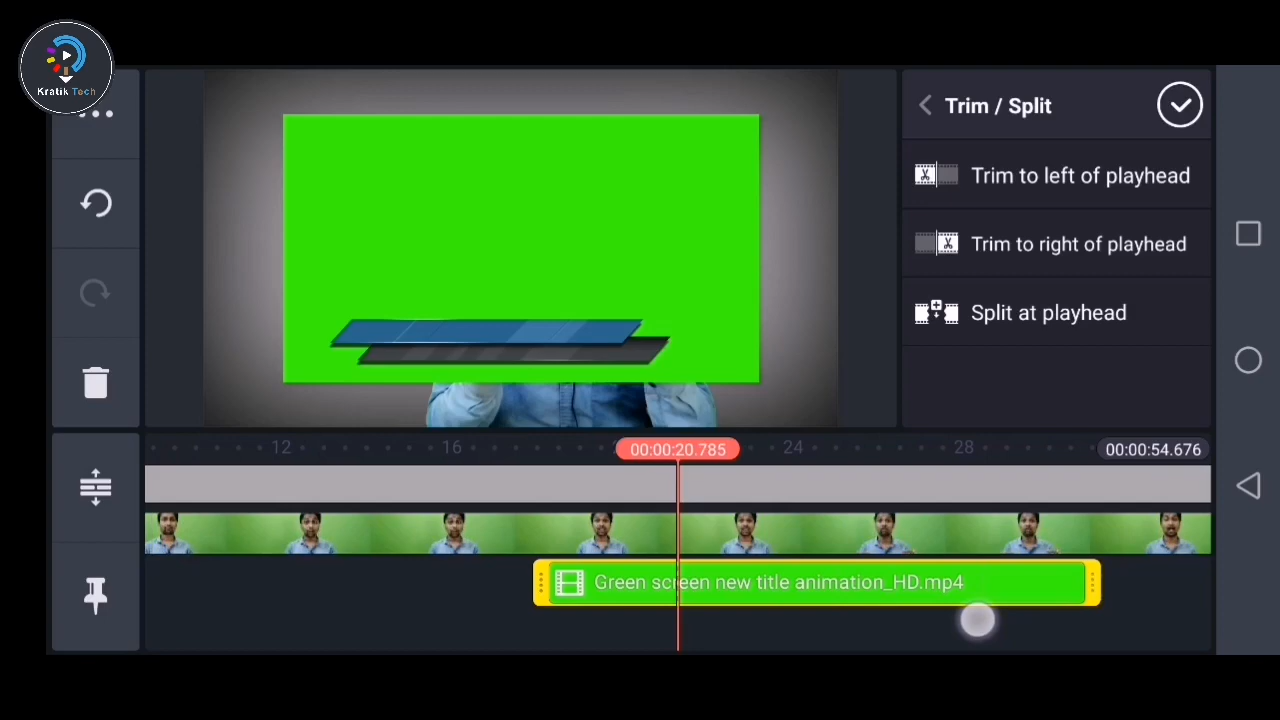 Kratik Tech
Trim / Split
Trim to left of playhead
Trim to right of playhead
Split at playhead
12
16
00:00:20.785
24
28
00:00:54.676
Green screen new title animation_HD.mp4